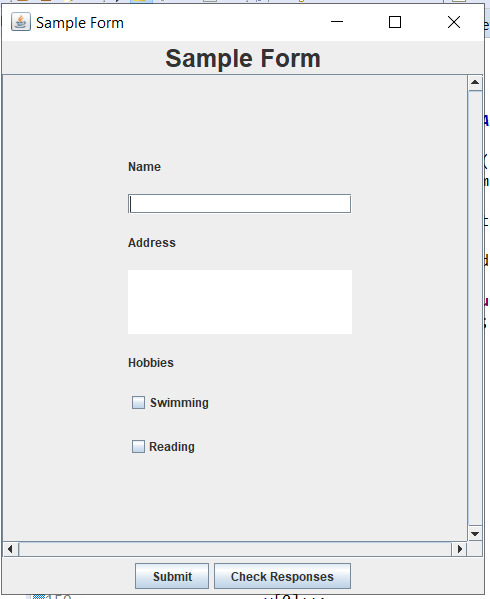 Sample Form
Sample Form
Name
Address
Hobbies
Swimming
Reading
Submit Check Responses